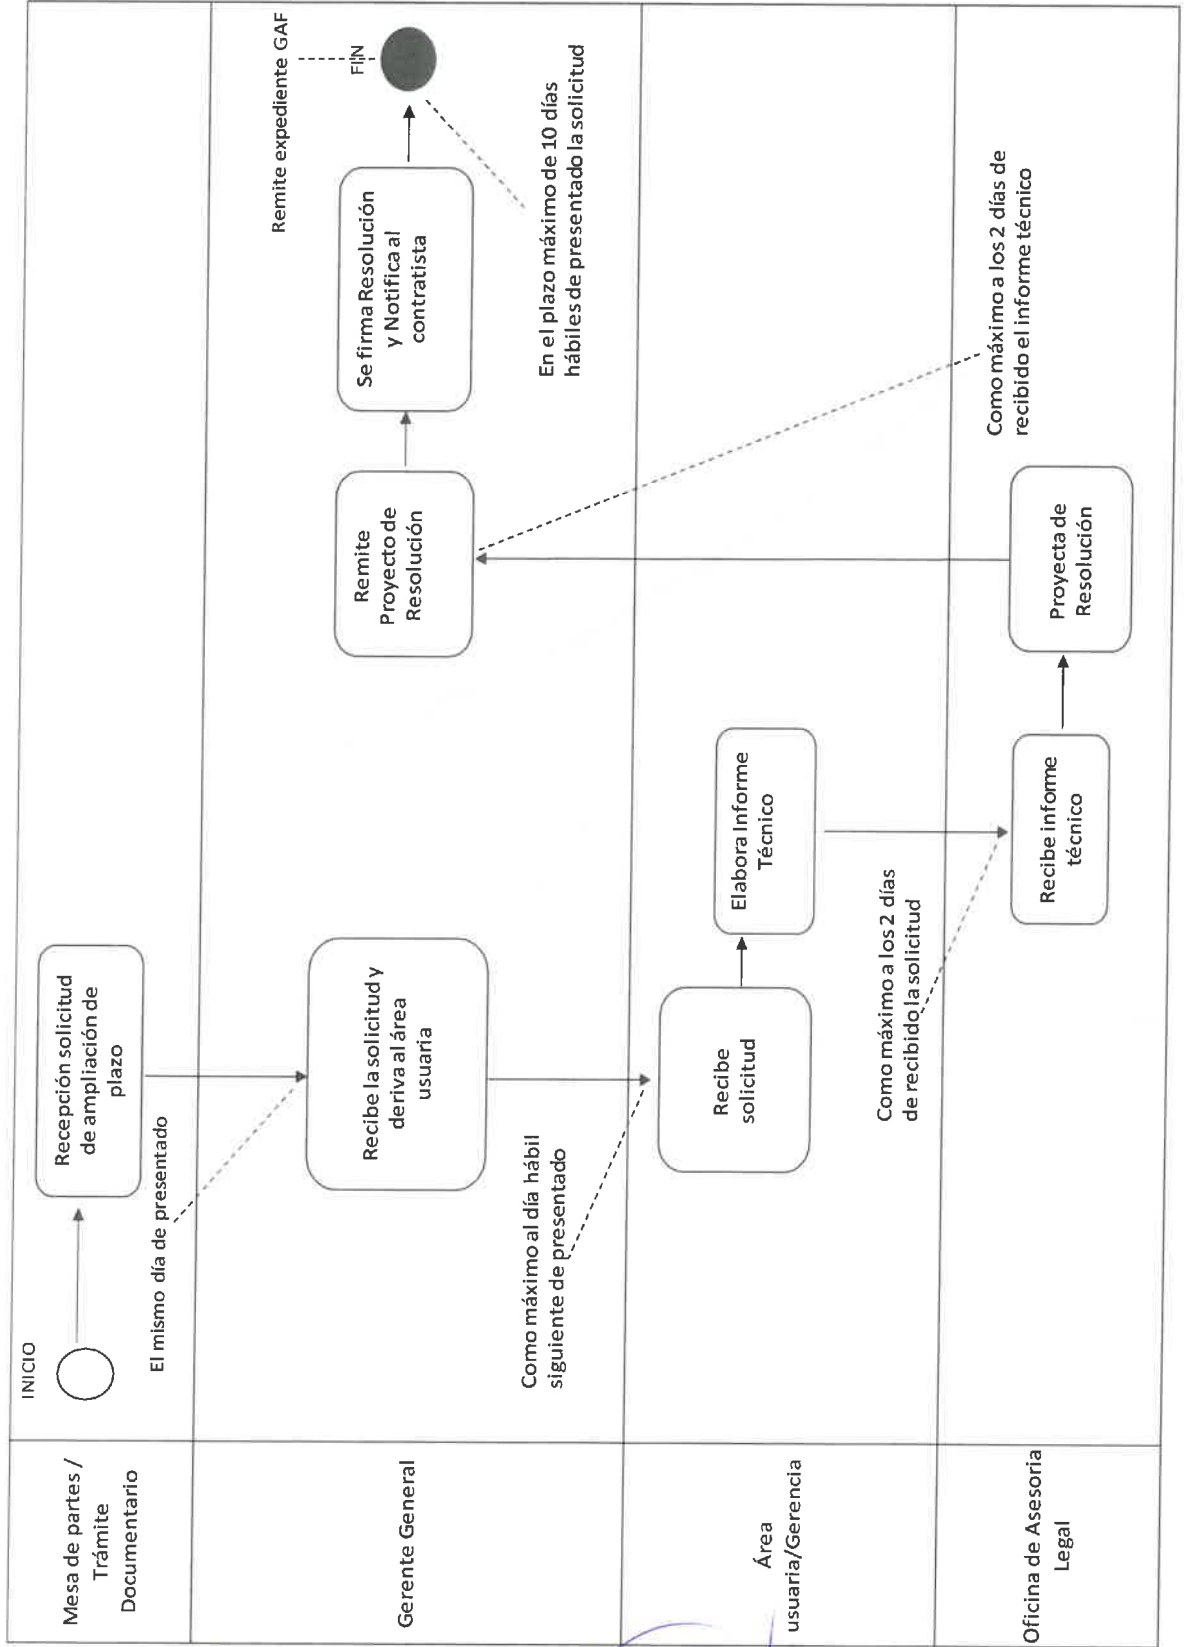 Mesa de partes /
Trámite
Documentario
INICIO
Recepción solicitud
de ampliación de
plazo
El mismo día de presentado
Gerente General
Recibe la solicitud y
deriva al área
usuaria
Como máximo al día hábil
siguiente de presentado
Remite
Proyecto de
Resolución
Se firma Resolución
y Notifica al
contratista
Remite expediente GAF
FIN
En el plazo máximo de 10 días
hábiles de presentado la solicitud
Área
usuaria/Gerencia
Recibe
solicitud
Elabora Informe
Técnico
Como máximo a los 2 días
de recibido la solicitud
Oficina de Asesoria
Legal
Recibe informe
técnico
Proyecta de
Resolución
Como máximo a los 2 días de
recibido el informe técnico